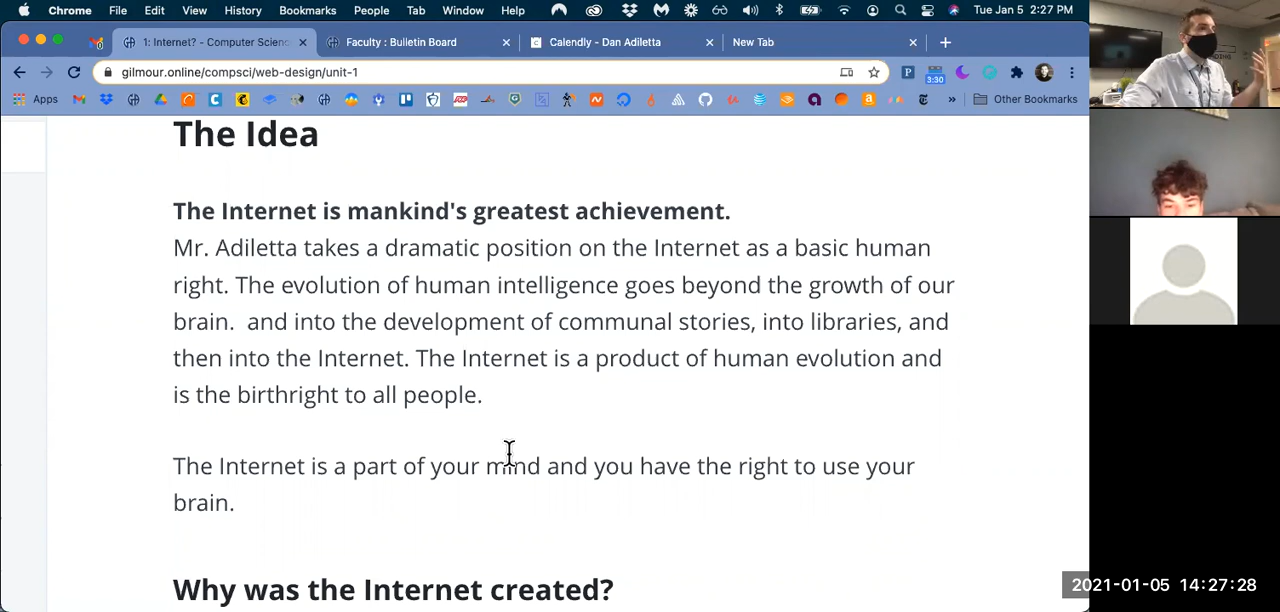 Chrome File Edit View History Bookmarks People Tab Window Help Tue Jan 5 2:27 PM
1: Internet? - Computer Scienc Faculty : Bulletin Board Calendly - Dan Adiletta New Tab
gilmour.online/compsci/web-design/unit-1
3:30
Apps Other Bookmarks
The Idea
The Internet is mankind's greatest achievement.
Mr. Adiletta takes a dramatic position on the Internet as a basic human
right. The evolution of human intelligence goes beyond the growth of our
brain.  and into the development of communal stories, into libraries, and
then into the Internet. The Internet is a product of human evolution and
is the birthright to all people.
The Internet is a part of your mind and you have the right to use your
brain.
Why was the Internet created?
2021-01-05 14:27:28